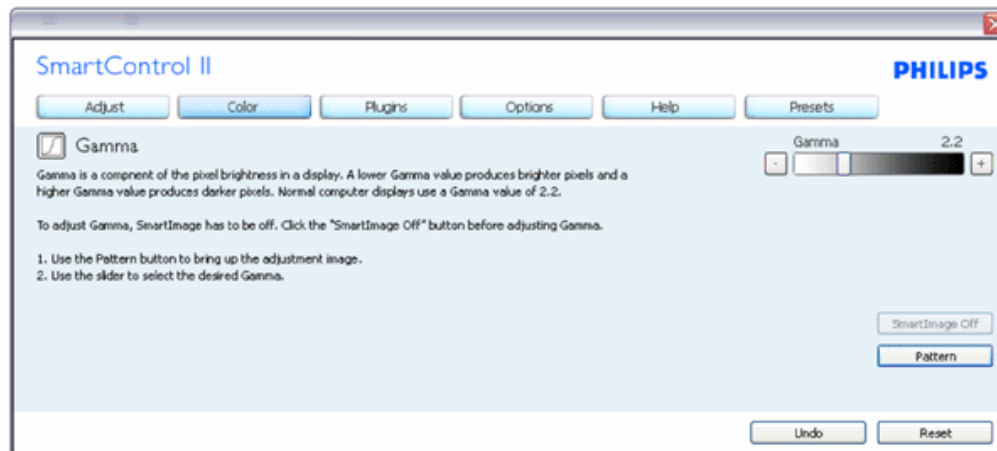 SmartControl II
PHILIPS
Adjust Color Plugins Options Help Presets
Gamma
Gamma 2.2
- +
Gamma is a compnent of the pixel brightness in a display. A lower Gamma value produces brighter pixels and a
higher Gamma value produces darker pixels. Normal computer displays use a Gamma value of 2.2.
To adjust Gamma, SmartImage has to be off. Click the "SmartImage Off" button before adjusting Gamma.
1. Use the Pattern button to bring up the adjustment image.
2. Use the slider to select the desired Gamma.
SmartImage Off
Pattern
Undo Reset